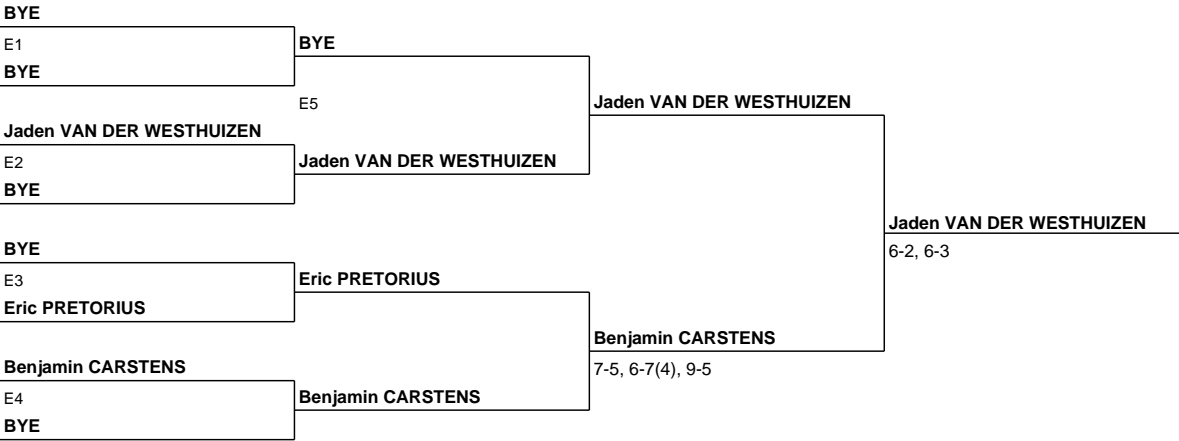 BYE
E1
BYE
BYE
E5
Jaden VAN DER WESTHUIZEN
Jaden VAN DER WESTHUIZEN
E2
Jaden VAN DER WESTHUIZEN
BYE
Jaden VAN DER WESTHUIZEN
6-2, 6-3
BYE
E3
Eric PRETORIUS
Eric PRETORIUS
Benjamin CARSTENS
7-5, 6-7(4), 9-5
Benjamin CARSTENS
E4
Benjamin CARSTENS
BYE